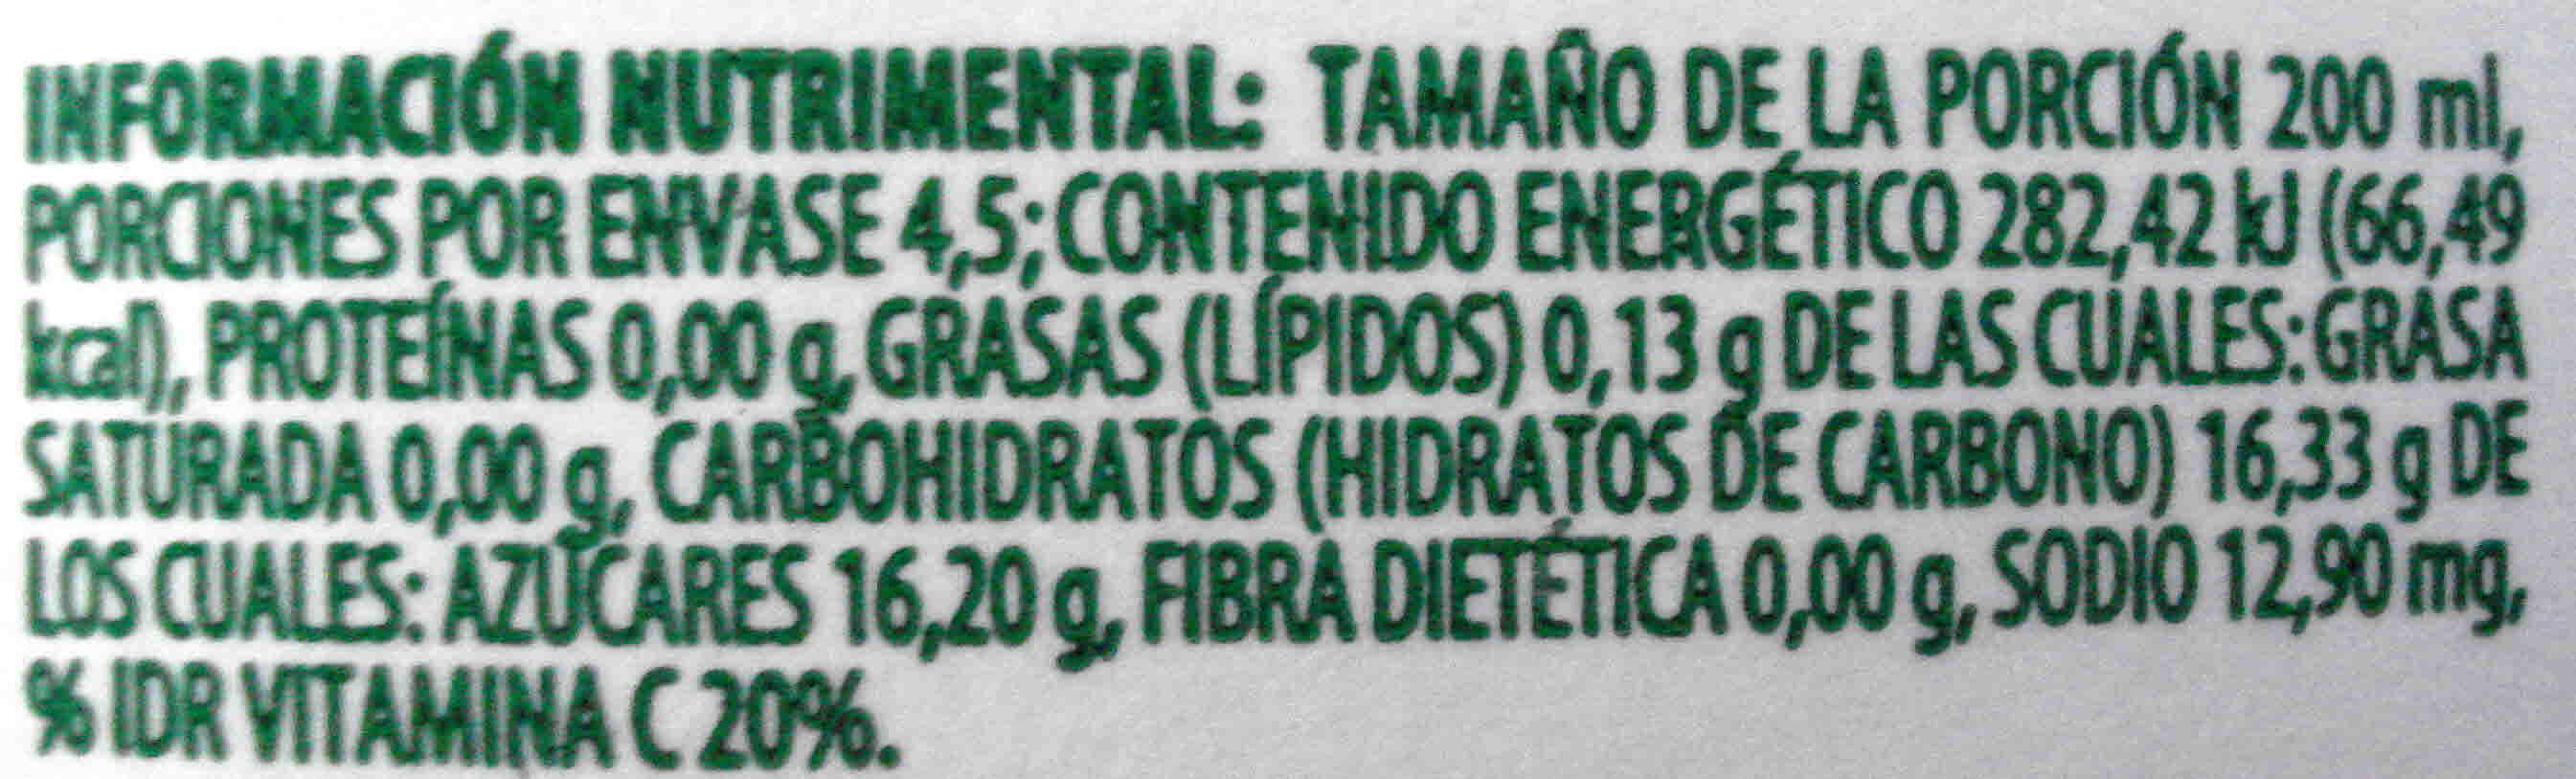 INFORMACIÓN NUTRIMENTAL: TAMAÑO DE LA PORCIÓN 200 ml,
PORCIONES POR ENVASE 4,5; CONTENIDO ENERGÉTICO 282,42 kJ (66,49
kcal), PROTEÍNAS 0,00 g, GRASAS (LÍPIDOS) 0,13 g DE LAS CUALES: GRASA
SATURADA 0,00 g, CARBOHIDRATOS (HIDRATOS DE CARBONO) 16,33 g DE
LOS CUALES: AZÚCARES 16,20 g, FIBRA DIETÉTICA 0,00 g, SODIO 12,90 mg,
% IDR VITAMINA C 20%.